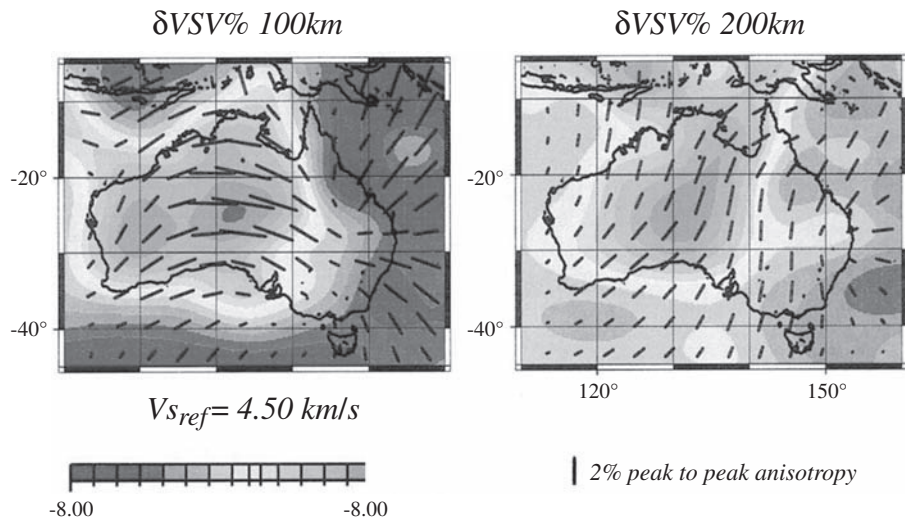 δVSV% 100km
δVSV% 200km
-20°
-40°
-20°
-40°
120°
150°
Vsref= 4.50 km/s
-8.00
-8.00
2% peak to peak anisotropy